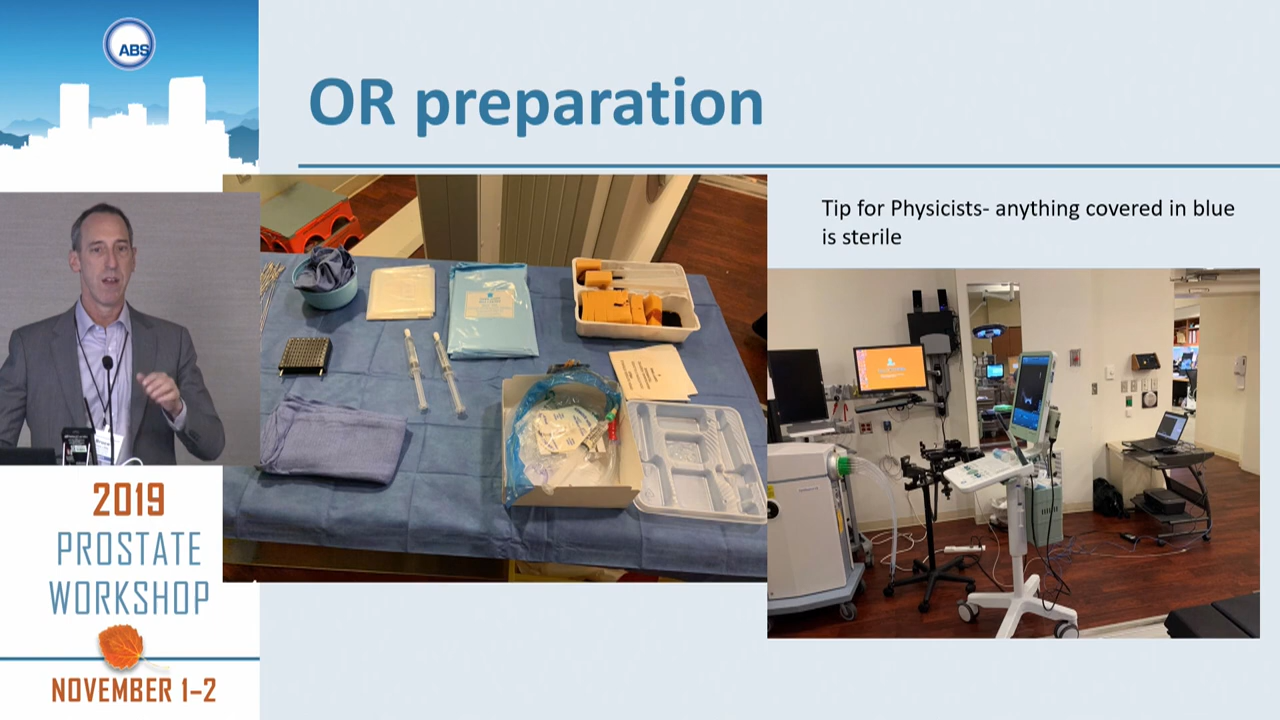 ABS
OR preparation
Tip for Physicists- anything covered in blue
is sterile
2019
PROSTATE
WORKSHOP
NOVEMBER 1–2